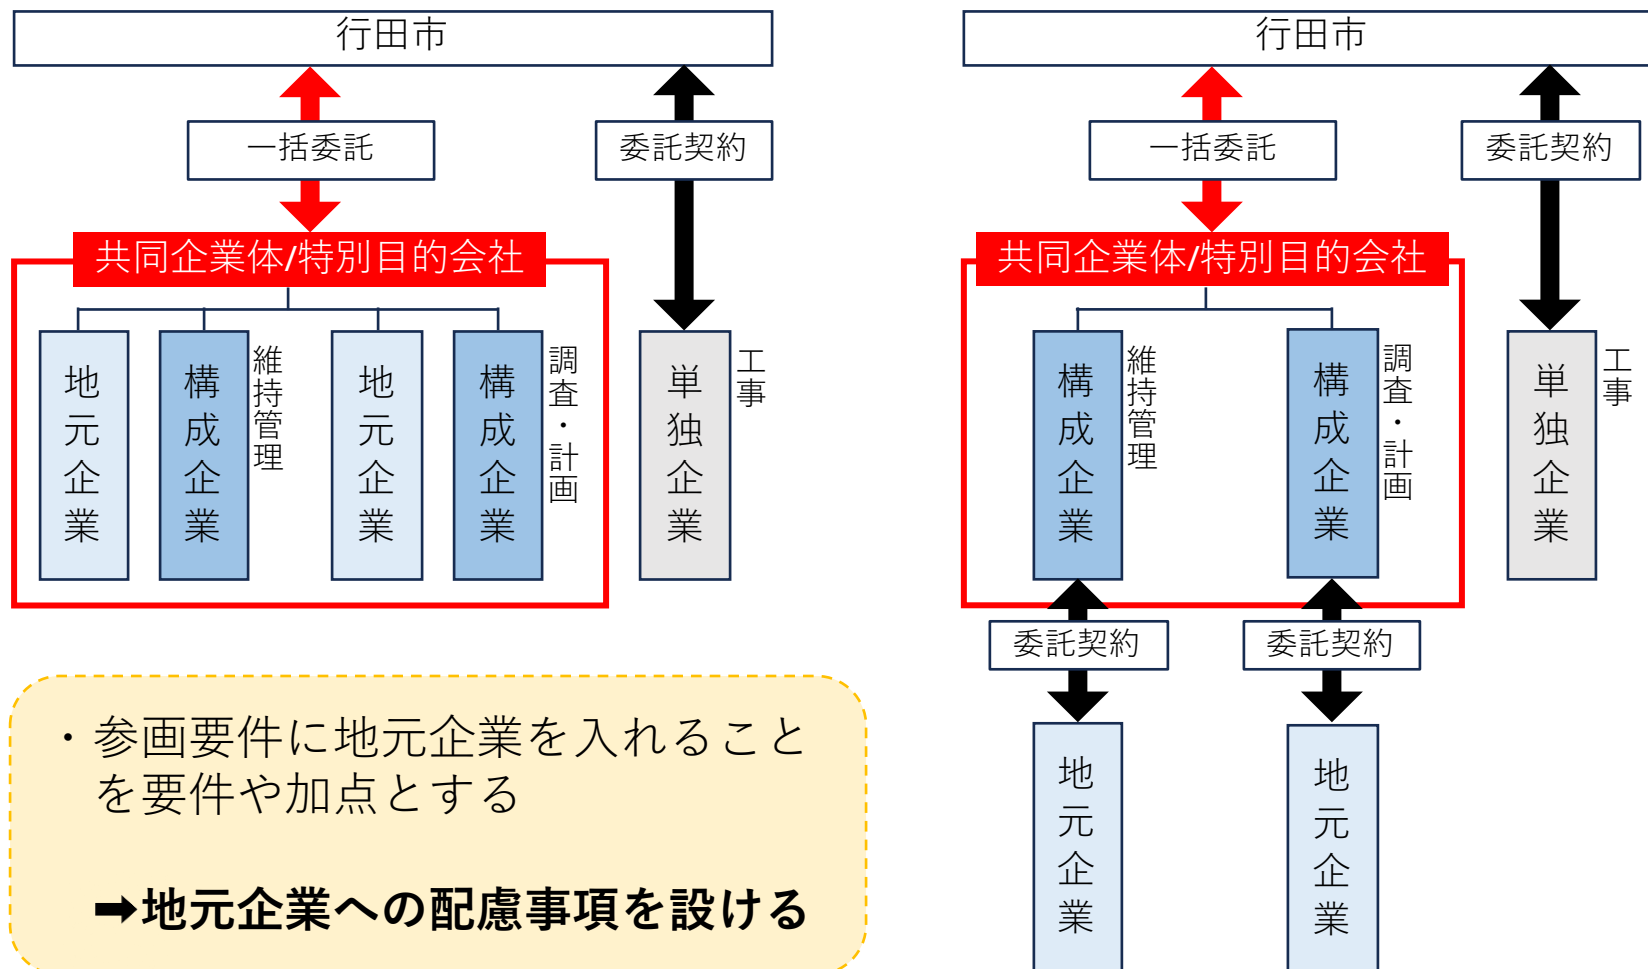 行田市
一括委託
委託契約
共同企業体/特別目的会社
地元企業
構成企業
維持管理
地元企業
構成企業
調査・計画
単独企業
工事
・参画要件に地元企業を入れること
を要件や加点とする
➡地元企業への配慮事項を設ける
行田市
一括委託
委託契約
共同企業体/特別目的会社
構成企業
維持管理
構成企業
調査・計画
単独企業
工事
委託契約
委託契約
地元企業
地元企業